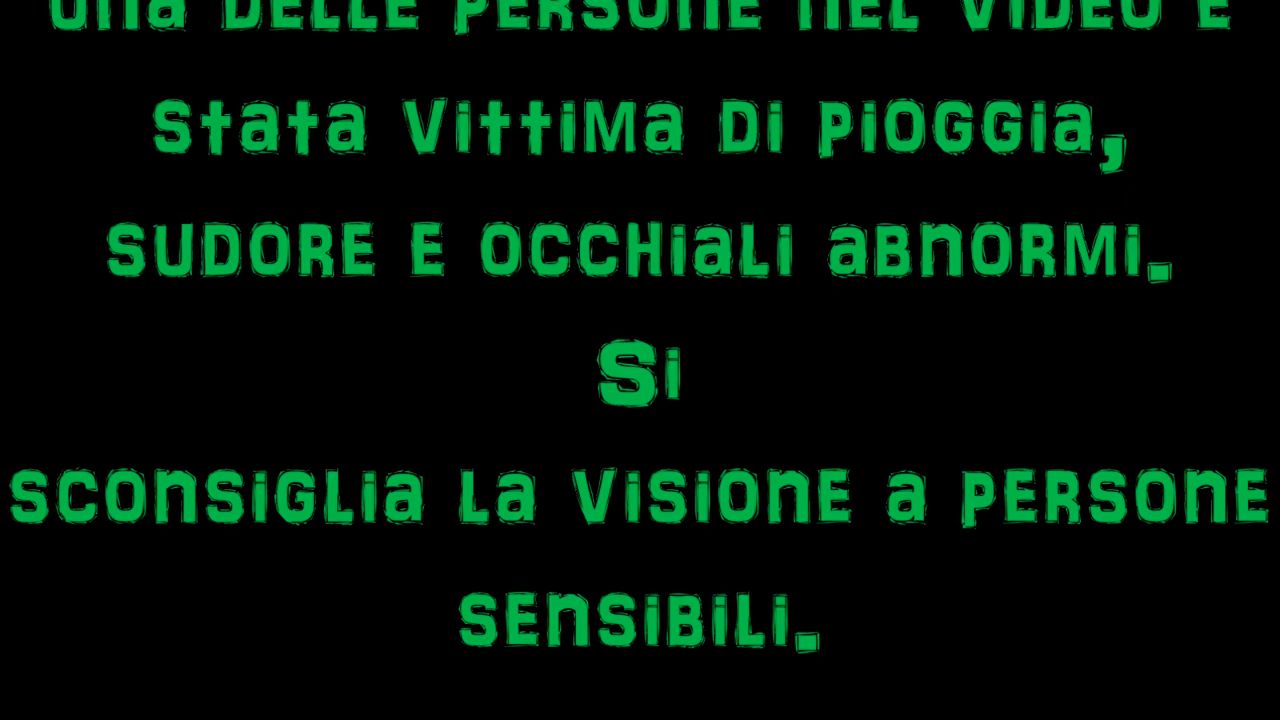 una DELLE PERSONE nEL VIDEO E
stata Vittima Di PiOGGia,
SUDORE E OCCHiaLi aBnORMi.
Si
SCOnSiGLia La ViSiOnE a PERSOnE
SEnSiBiLi.